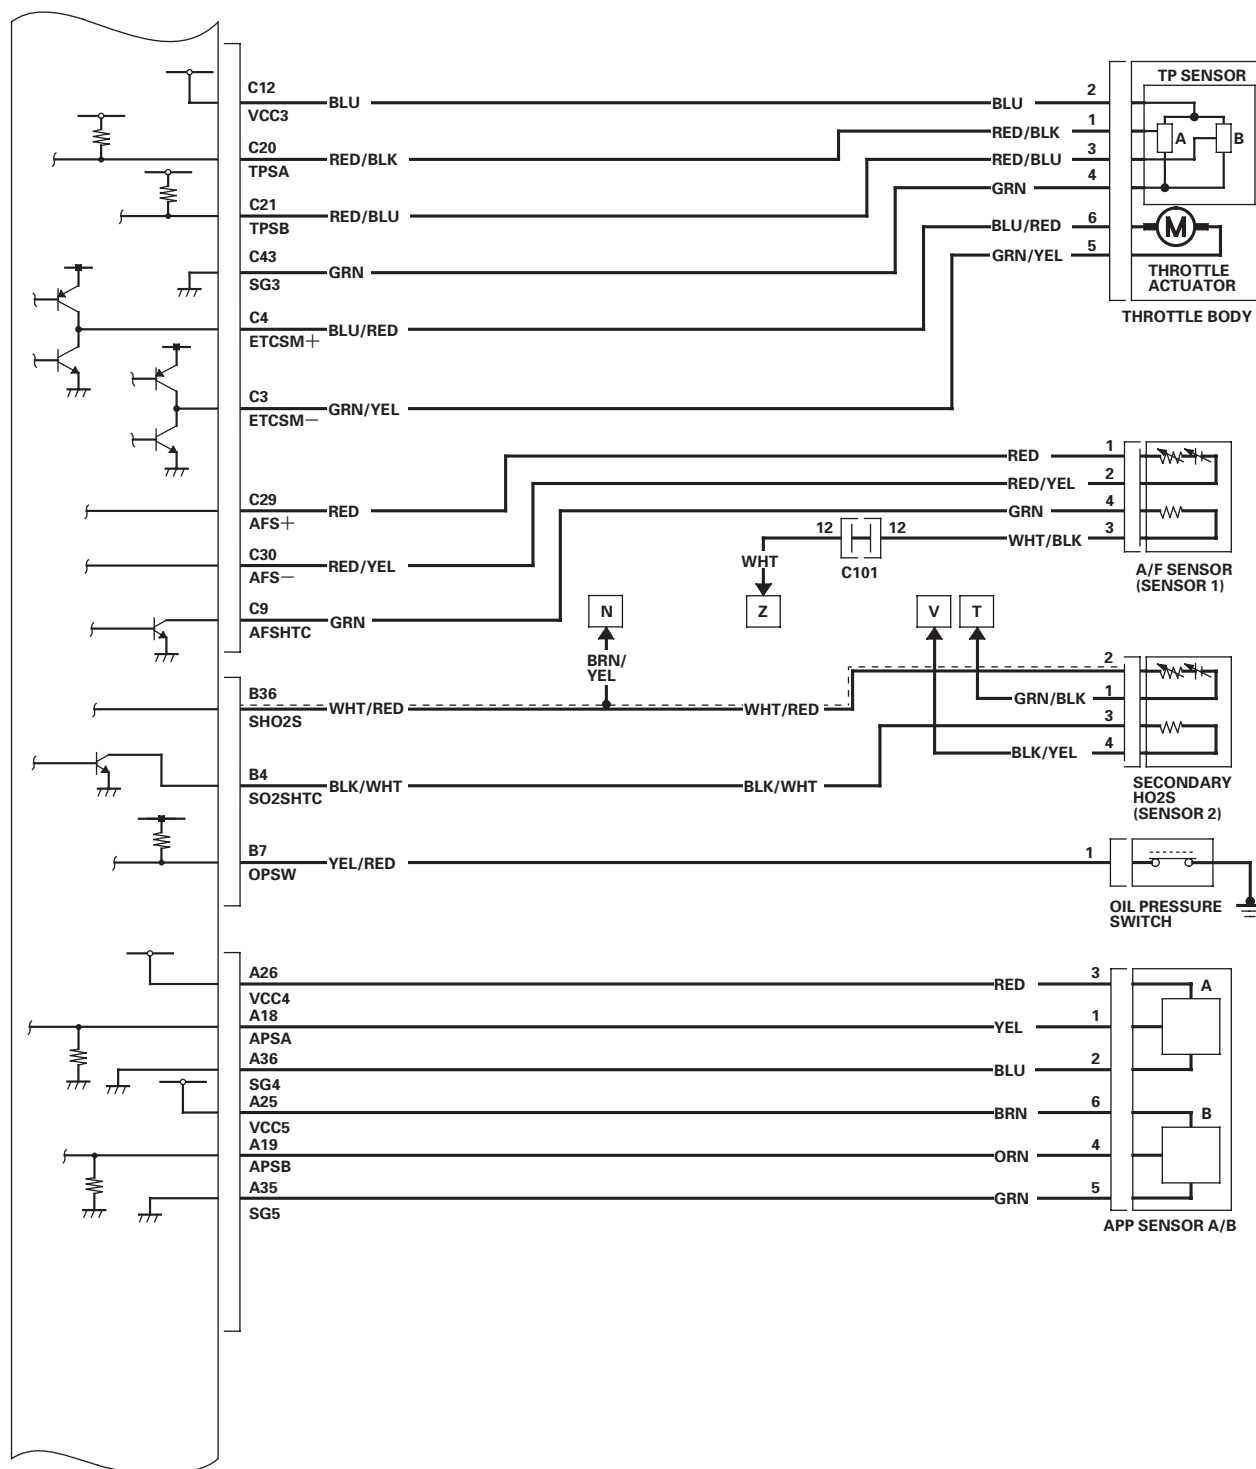 TP SENSOR
C12
BLU
BLU
2
VCC3
RED/BLK
1
A
B
C20
RED/BLK
RED/BLU
3
TPSA
GRN
4
C21
RED/BLU
TPSB
BLU/RED
6
M
C43
GRN
GRN/YEL
5
SG3
THROTTLE
ACTUATOR
C4
BLU/RED
THROTTLE BODY
ETCSM+
C3
GRN/YEL
ETCSM−
RED
1
RED/YEL
2
C29
RED
GRN
4
AFS+
12
12
WHT/BLK
3
C30
RED/YEL
WHT
C101
A/F SENSOR
(SENSOR 1)
AFS−
C9
GRN
N
Z
V
T
AFSHTC
BRN/
YEL
2
B36
WHT/RED
WHT/RED
GRN/BLK
1
SHO2S
3
BLK/YEL
4
B4
BLK/WHT
BLK/WHT
SECONDARY
HO2S
(SENSOR 2)
SO2SHTC
B7
YEL/RED
1
OPSW
OIL PRESSURE
SWITCH
A26
RED
3
A
VCC4
A18
YEL
1
APSA
A36
BLU
2
SG4
A25
BRN
6
B
VCC5
A19
ORN
4
APSB
A35
GRN
5
SG5
APP SENSOR A/B